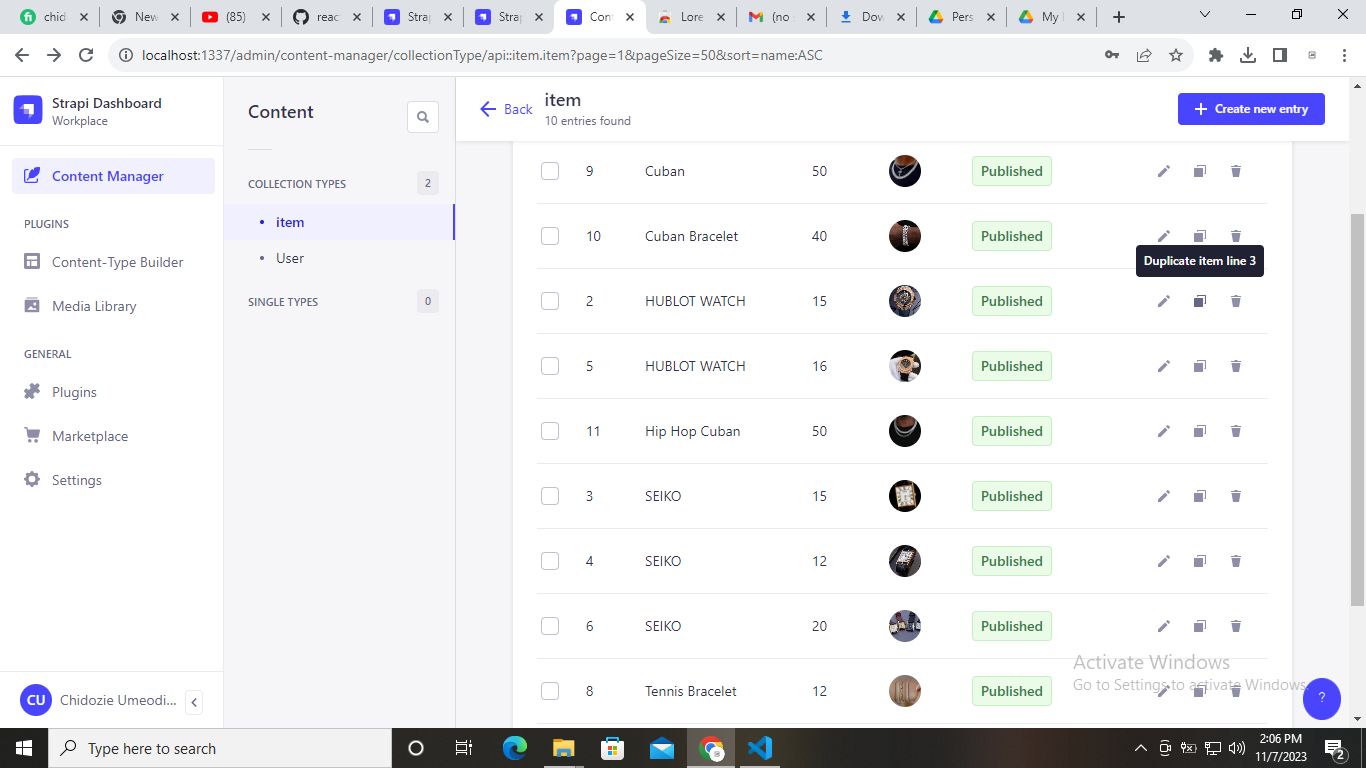 chid
New
(85)
reac
Stra
Stra
Cont
Lore
(no
Dow
Pers
My
localhost:1337/admin/content-manager/collectionType/api::item.item?page=1&pageSize=50&sort=name:ASC
Strapi Dashboard
Workplace
Content Manager
PLUGINS
Content-Type Builder
Media Library
GENERAL
Plugins
Marketplace
Settings
CU Chidozie Umeodi...
Content
COLLECTION TYPES 2
item
User
SINGLE TYPES 0
Back
item
10 entries found
Create new entry
9 Cuban 50 Published
10 Cuban Bracelet 40 Published
Duplicate item line 3
2 HUBLOT WATCH 15 Published
5 HUBLOT WATCH 16 Published
11 Hip Hop Cuban 50 Published
3 SEIKO 15 Published
4 SEIKO 12 Published
6 SEIKO 20 Published
8 Tennis Bracelet 12 Published
Activate Windows
Go to Settings to activate Windows.
?
Type here to search
2:06 PM
11/7/2023
2